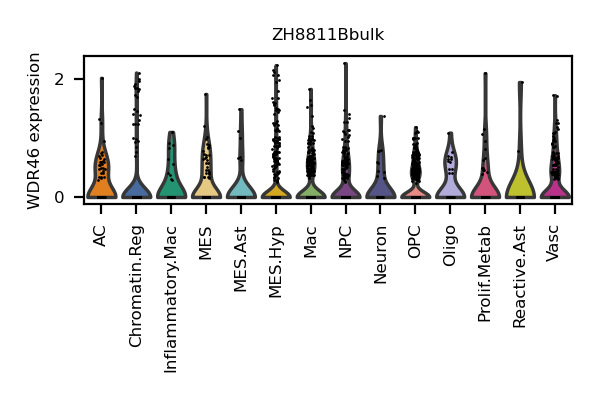 ZH8811Bbulk
WDR46 expression
2
0
AC
Chromatin.Reg
Inflammatory.Mac
MES
MES.Ast
MES.Hyp
Mac
NPC
Neuron
OPC
Oligo
Prolif.Metab
Reactive.Ast
Vasc